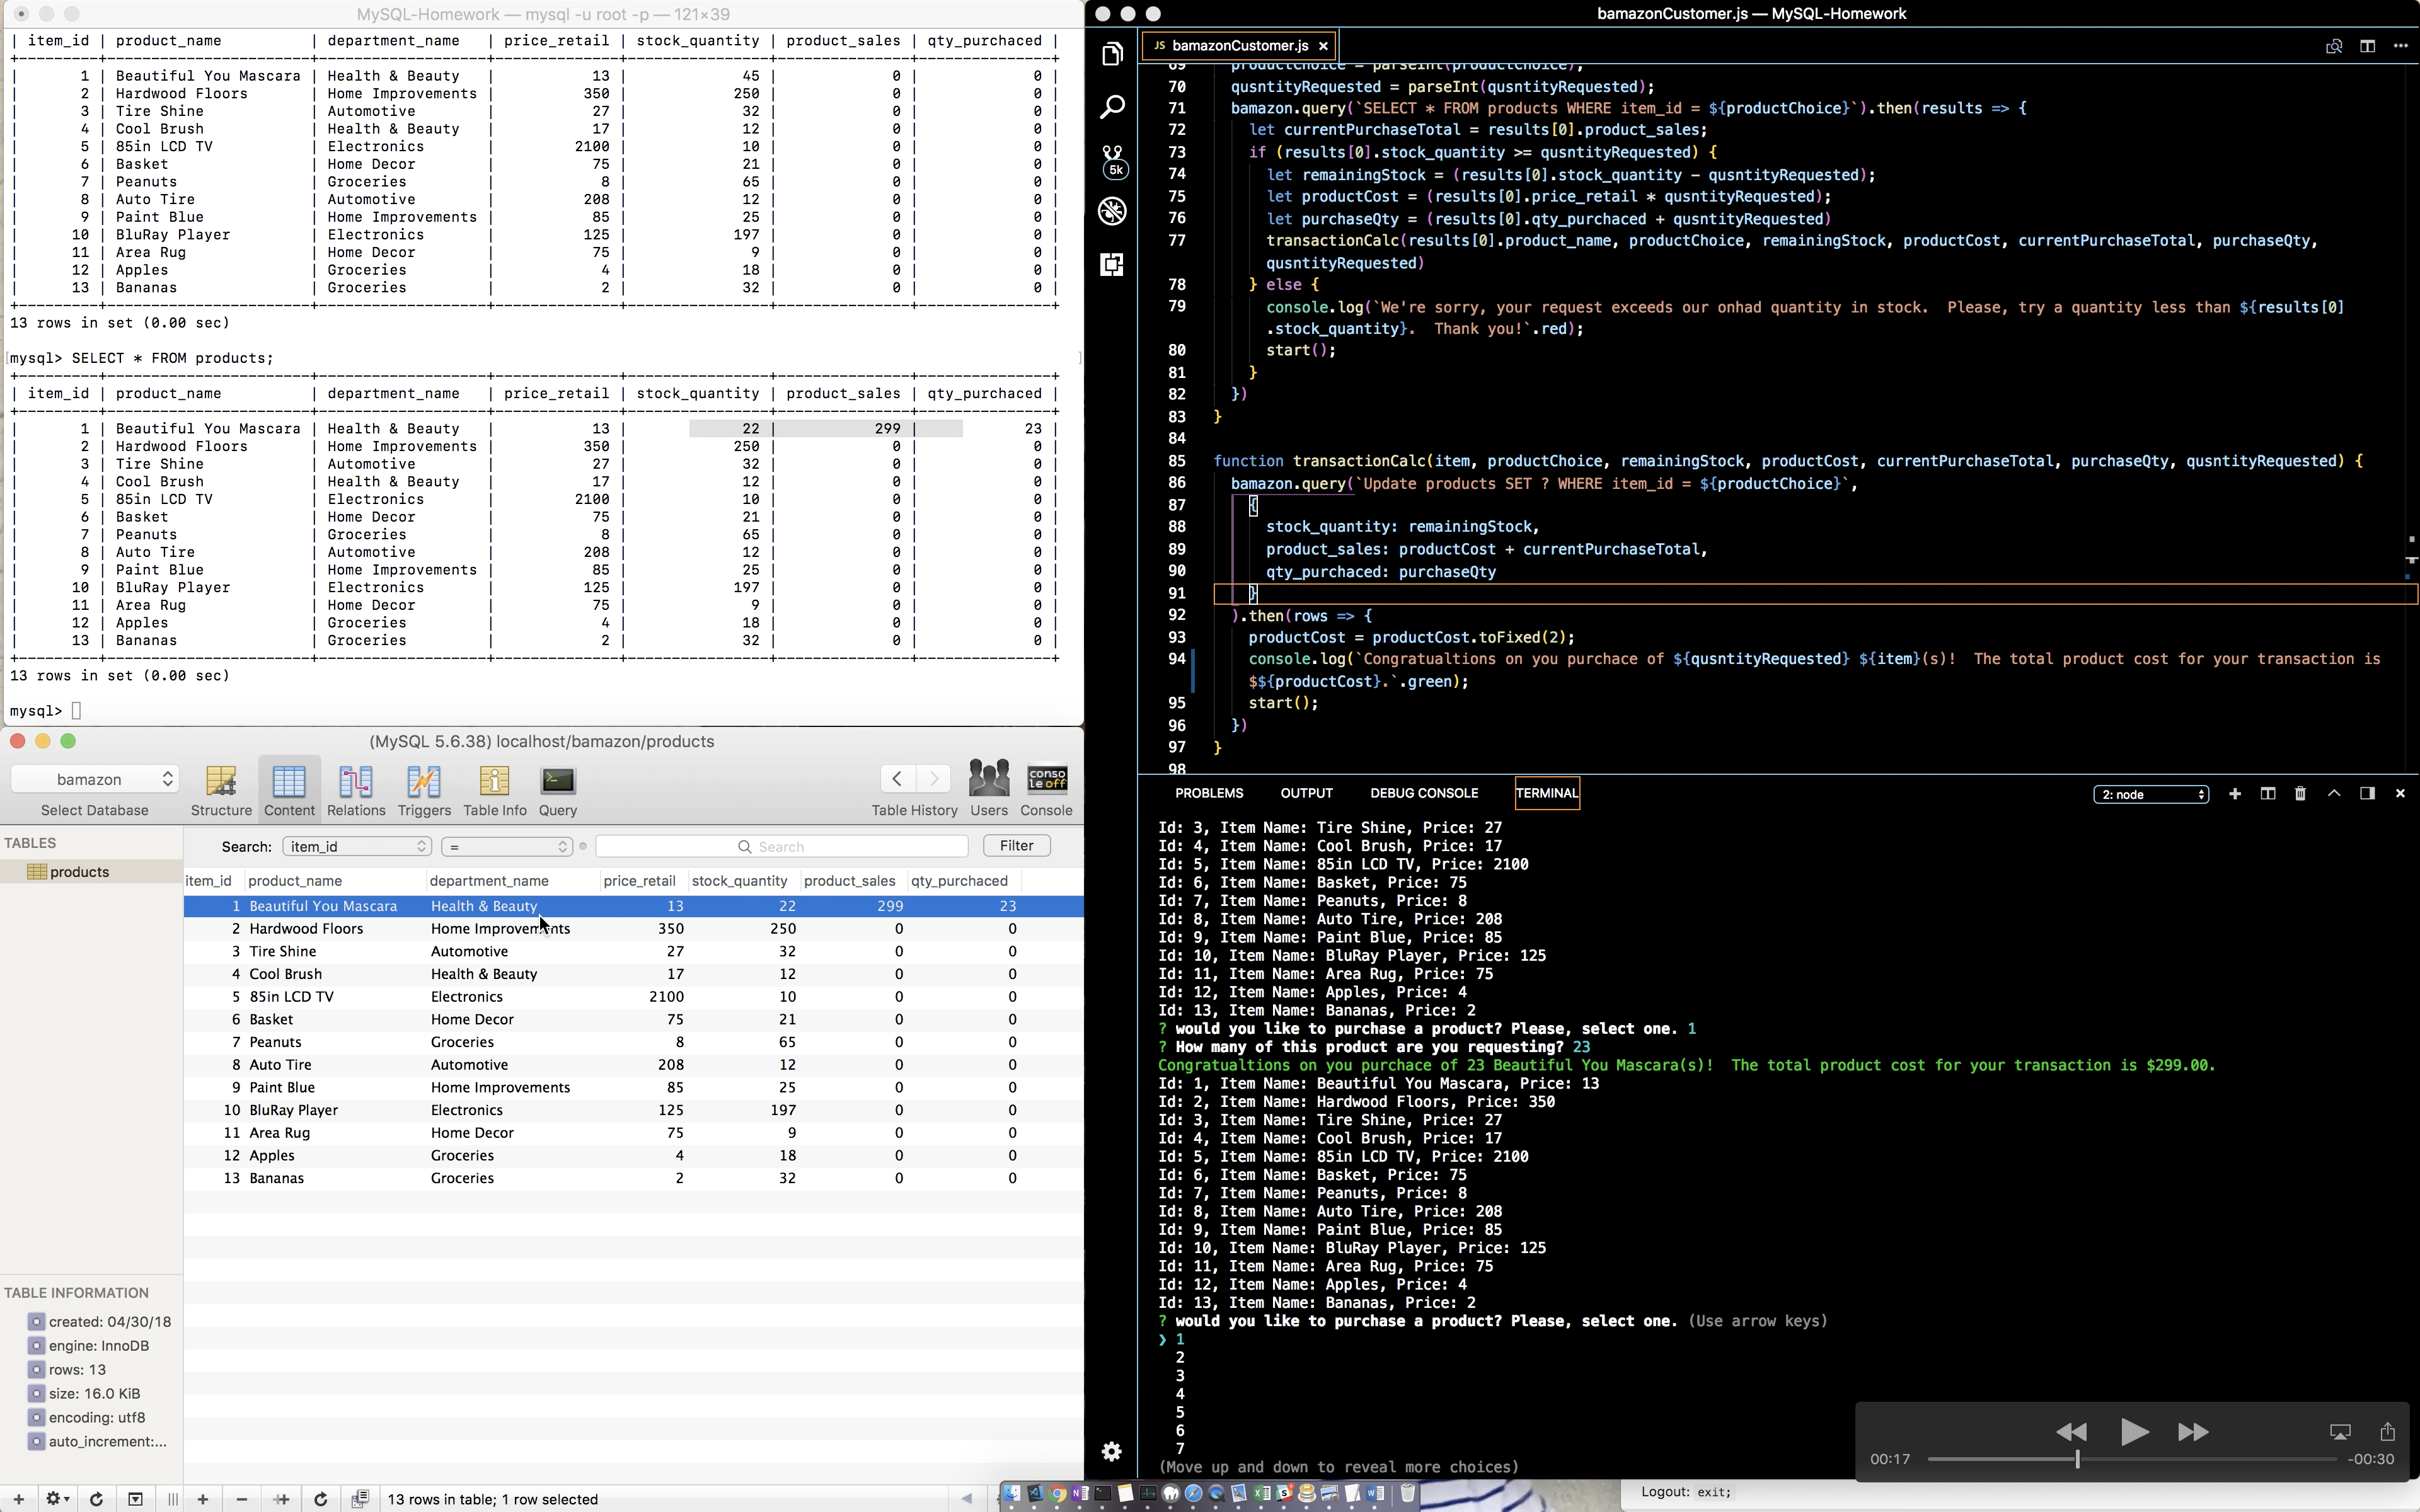 MySQL-Homework — mysql -u root -p — 121×39
| item_id | product_name | department_name | price_retail | stock_quantity | product_sales | qty_purchaced |
| 1 | Beautiful You Mascara | Health & Beauty | 13 | 45 | 0 | 0 |
| 2 | Hardwood Floors | Home Improvements | 350 | 250 | 0 | 0 |
| 3 | Tire Shine | Automotive | 27 | 32 | 0 | 0 |
| 4 | Cool Brush | Health & Beauty | 17 | 12 | 0 | 0 |
| 5 | 85in LCD TV | Electronics | 2100 | 10 | 0 | 0 |
| 6 | Basket | Home Decor | 75 | 21 | 0 | 0 |
| 7 | Peanuts | Groceries | 8 | 65 | 0 | 0 |
| 8 | Auto Tire | Automotive | 208 | 12 | 0 | 0 |
| 9 | Paint Blue | Home Improvements | 85 | 25 | 0 | 0 |
| 10 | BluRay Player | Electronics | 125 | 197 | 0 | 0 |
| 11 | Area Rug | Home Decor | 75 | 9 | 0 | 0 |
| 12 | Apples | Groceries | 4 | 18 | 0 | 0 |
| 13 | Bananas | Groceries | 2 | 32 | 0 | 0 |
13 rows in set (0.00 sec)
[mysql> SELECT * FROM products; ]
| item_id | product_name | department_name | price_retail | stock_quantity | product_sales | qty_purchaced |
| 1 | Beautiful You Mascara | Health & Beauty | 13 | 22 | 299 | 23 |
| 2 | Hardwood Floors | Home Improvements | 350 | 250 | 0 | 0 |
| 3 | Tire Shine | Automotive | 27 | 32 | 0 | 0 |
| 4 | Cool Brush | Health & Beauty | 17 | 12 | 0 | 0 |
| 5 | 85in LCD TV | Electronics | 2100 | 10 | 0 | 0 |
| 6 | Basket | Home Decor | 75 | 21 | 0 | 0 |
| 7 | Peanuts | Groceries | 8 | 65 | 0 | 0 |
| 8 | Auto Tire | Automotive | 208 | 12 | 0 | 0 |
| 9 | Paint Blue | Home Improvements | 85 | 25 | 0 | 0 |
| 10 | BluRay Player | Electronics | 125 | 197 | 0 | 0 |
| 11 | Area Rug | Home Decor | 75 | 9 | 0 | 0 |
| 12 | Apples | Groceries | 4 | 18 | 0 | 0 |
| 13 | Bananas | Groceries | 2 | 32 | 0 | 0 |
13 rows in set (0.00 sec)
mysql>
(MySQL 5.6.38) localhost/bamazon/products
bamazon
Select Database Structure Content Relations Triggers Table Info Query Table History Users Console
conso
le off
TABLES
products
Search: item_id = Search Filter
item_id product_name department_name price_retail stock_quantity product_sales qty_purchaced
1 Beautiful You Mascara Health & Beauty 13 22 299 23
2 Hardwood Floors Home Improvements 350 250 0 0
3 Tire Shine Automotive 27 32 0 0
4 Cool Brush Health & Beauty 17 12 0 0
5 85in LCD TV Electronics 2100 10 0 0
6 Basket Home Decor 75 21 0 0
7 Peanuts Groceries 8 65 0 0
8 Auto Tire Automotive 208 12 0 0
9 Paint Blue Home Improvements 85 25 0 0
10 BluRay Player Electronics 125 197 0 0
11 Area Rug Home Decor 75 9 0 0
12 Apples Groceries 4 18 0 0
13 Bananas Groceries 2 32 0 0
TABLE INFORMATION
created: 04/30/18
engine: InnoDB
rows: 13
size: 16.0 KiB
encoding: utf8
auto_increment:...
13 rows in table; 1 row selected
bamazonCustomer.js — MySQL-Homework
JS bamazonCustomer.js ×
5k
69 productChoice = parseInt(productChoice);
70 qusntityRequested = parseInt(qusntityRequested);
71 bamazon.query(`SELECT * FROM products WHERE item_id = ${productChoice}`).then(results => {
72 let currentPurchaseTotal = results[0].product_sales;
73 if (results[0].stock_quantity >= qusntityRequested) {
74 let remainingStock = (results[0].stock_quantity - qusntityRequested);
75 let productCost = (results[0].price_retail * qusntityRequested);
76 let purchaseQty = (results[0].qty_purchaced + qusntityRequested)
77 transactionCalc(results[0].product_name, productChoice, remainingStock, productCost, currentPurchaseTotal, purchaseQty,
qusntityRequested)
78 } else {
79 console.log(`We're sorry, your request exceeds our onhad quantity in stock.  Please, try a quantity less than ${results[0]
.stock_quantity}.  Thank you!`.red);
80 start();
81 }
82 })
83 }
84
85 function transactionCalc(item, productChoice, remainingStock, productCost, currentPurchaseTotal, purchaseQty, qusntityRequested) {
86 bamazon.query(`Update products SET ? WHERE item_id = ${productChoice}`,
87 {
88 stock_quantity: remainingStock,
89 product_sales: productCost + currentPurchaseTotal,
90 qty_purchaced: purchaseQty
91 }
92 ).then(rows => {
93 productCost = productCost.toFixed(2);
94 console.log(`Congratualtions on you purchace of ${qusntityRequested} ${item}(s)!  The total product cost for your transaction is
$${productCost}.`.green);
95 start();
96 })
97 }
98
PROBLEMS OUTPUT DEBUG CONSOLE TERMINAL 2: node
Id: 3, Item Name: Tire Shine, Price: 27
Id: 4, Item Name: Cool Brush, Price: 17
Id: 5, Item Name: 85in LCD TV, Price: 2100
Id: 6, Item Name: Basket, Price: 75
Id: 7, Item Name: Peanuts, Price: 8
Id: 8, Item Name: Auto Tire, Price: 208
Id: 9, Item Name: Paint Blue, Price: 85
Id: 10, Item Name: BluRay Player, Price: 125
Id: 11, Item Name: Area Rug, Price: 75
Id: 12, Item Name: Apples, Price: 4
Id: 13, Item Name: Bananas, Price: 2
? would you like to purchase a product? Please, select one. 1
? How many of this product are you requesting? 23
Congratualtions on you purchace of 23 Beautiful You Mascara(s)!  The total product cost for your transaction is $299.00.
Id: 1, Item Name: Beautiful You Mascara, Price: 13
Id: 2, Item Name: Hardwood Floors, Price: 350
Id: 3, Item Name: Tire Shine, Price: 27
Id: 4, Item Name: Cool Brush, Price: 17
Id: 5, Item Name: 85in LCD TV, Price: 2100
Id: 6, Item Name: Basket, Price: 75
Id: 7, Item Name: Peanuts, Price: 8
Id: 8, Item Name: Auto Tire, Price: 208
Id: 9, Item Name: Paint Blue, Price: 85
Id: 10, Item Name: BluRay Player, Price: 125
Id: 11, Item Name: Area Rug, Price: 75
Id: 12, Item Name: Apples, Price: 4
Id: 13, Item Name: Bananas, Price: 2
? would you like to purchase a product? Please, select one. (Use arrow keys)
❯ 1
2
3
4
5
6
7
(Move up and down to reveal more choices)
00:17 -00:30
Logout: exit;